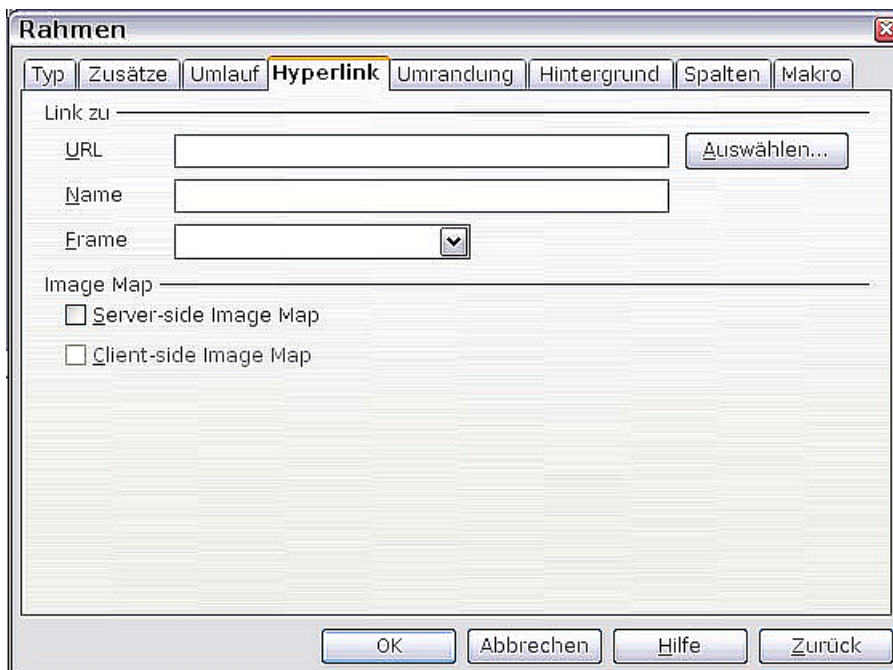 Rahmen
Typ Zusätze Umlauf Hyperlink Umrandung Hintergrund Spalten Makro
Link zu
URL Auswählen...
Name
Frame
Image Map
Server-side Image Map
Client-side Image Map
OK Abbrechen Hilfe Zurück